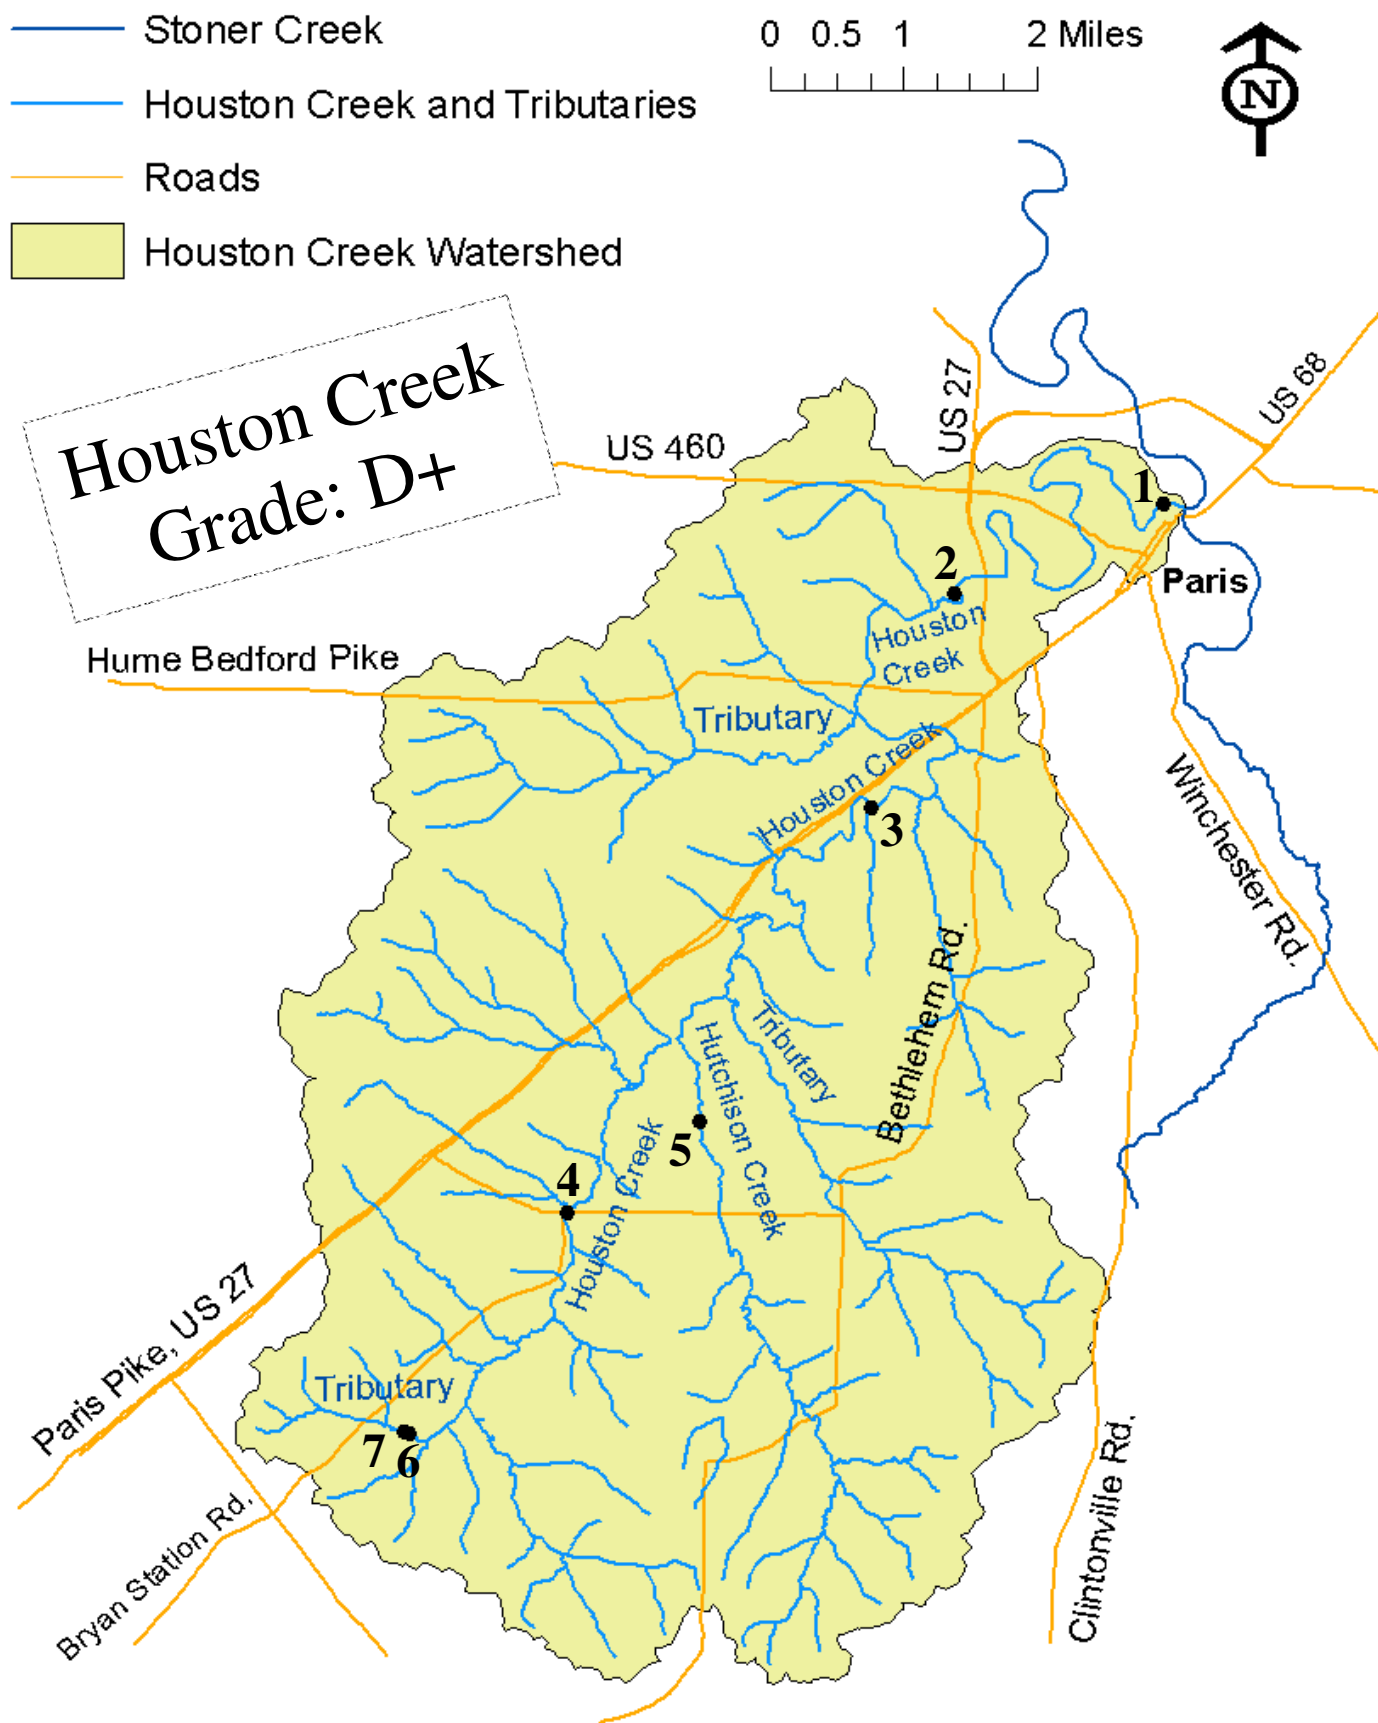 Stoner Creek
Houston Creek and Tributaries
Roads
Houston Creek Watershed
0 0.5 1 2 Miles
N
Houston Creek
Grade: D+
US 460
US 27
US 68
1
Paris
2
Houston
Creek
Hume Bedford Pike
Tributary
Houston Creek
3
Winchester Rd.
Bethlehem Rd.
Tributary
Hutchison Creek
5
4
Houston Creek
Paris Pike, US 27
Tributary
7
6
Bryan Station Rd.
Clintonville Rd.